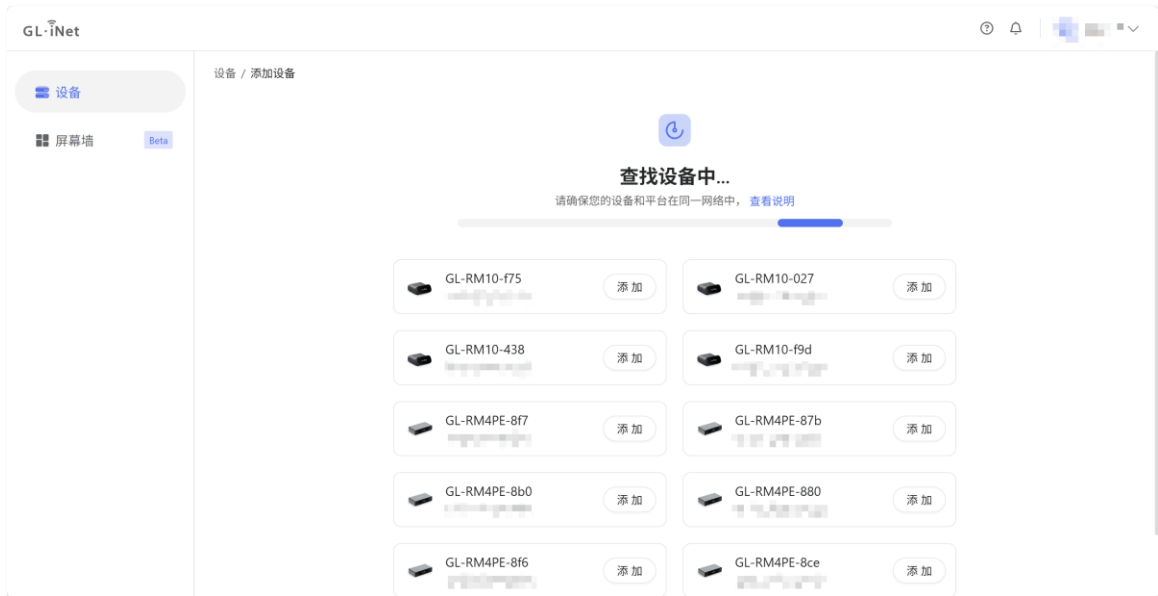 GL·iNet
设备
屏幕墙 Beta
设备 / 添加设备
查找设备中...
请确保您的设备和平台在同一网络中， 查看说明
GL-RM10-f75
添加
GL-RM10-027
添加
GL-RM10-438
添加
GL-RM10-f9d
添加
GL-RM4PE-8f7
添加
GL-RM4PE-87b
添加
GL-RM4PE-8b0
添加
GL-RM4PE-880
添加
GL-RM4PE-8f6
添加
GL-RM4PE-8ce
添加